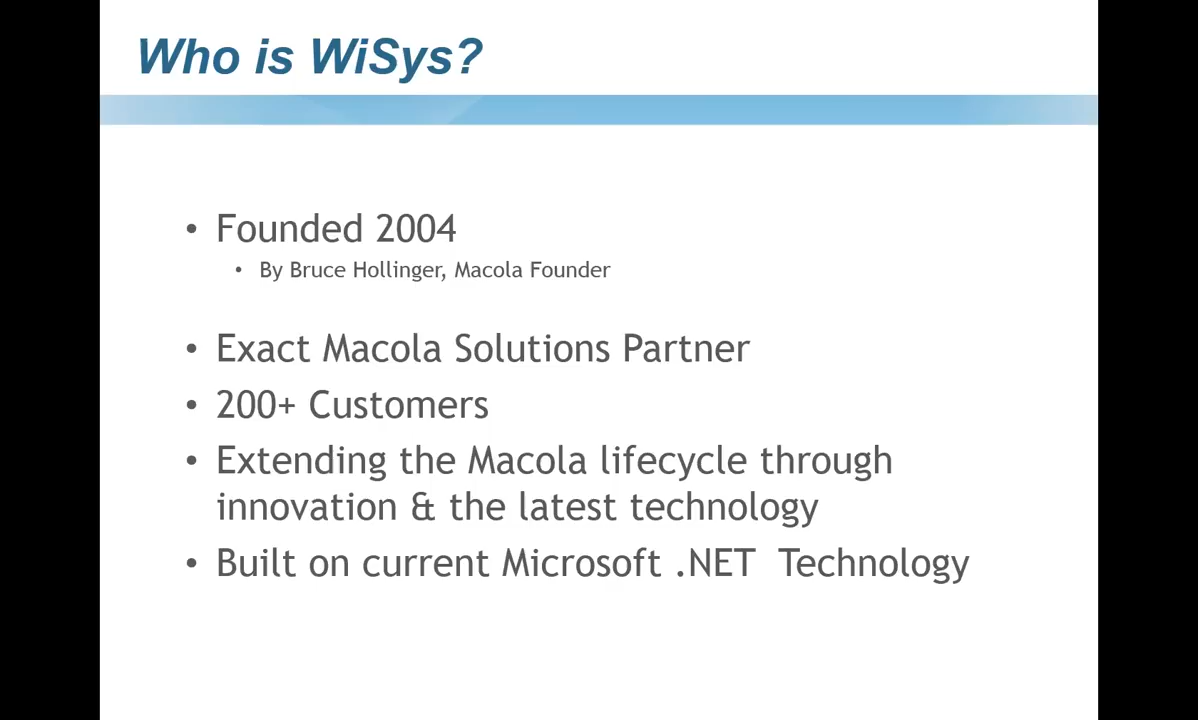 Who is WiSys?
• Founded 2004
• By Bruce Hollinger, Macola Founder
• Exact Macola Solutions Partner
• 200+ Customers
• Extending the Macola lifecycle through
innovation & the latest technology
• Built on current Microsoft .NET  Technology